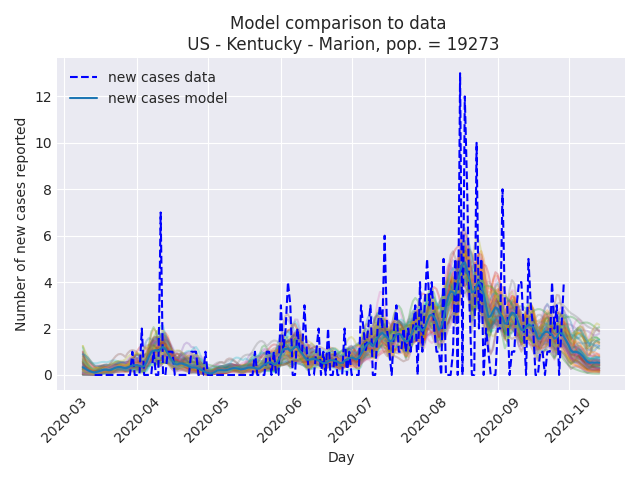 Model comparison to data
US - Kentucky - Marion, pop. = 19273
new cases data
new cases model
Number of new cases reported
12
10
8
6
4
2
0
2020-03
2020-04
2020-05
2020-06
2020-07
2020-08
2020-09
2020-10
Day